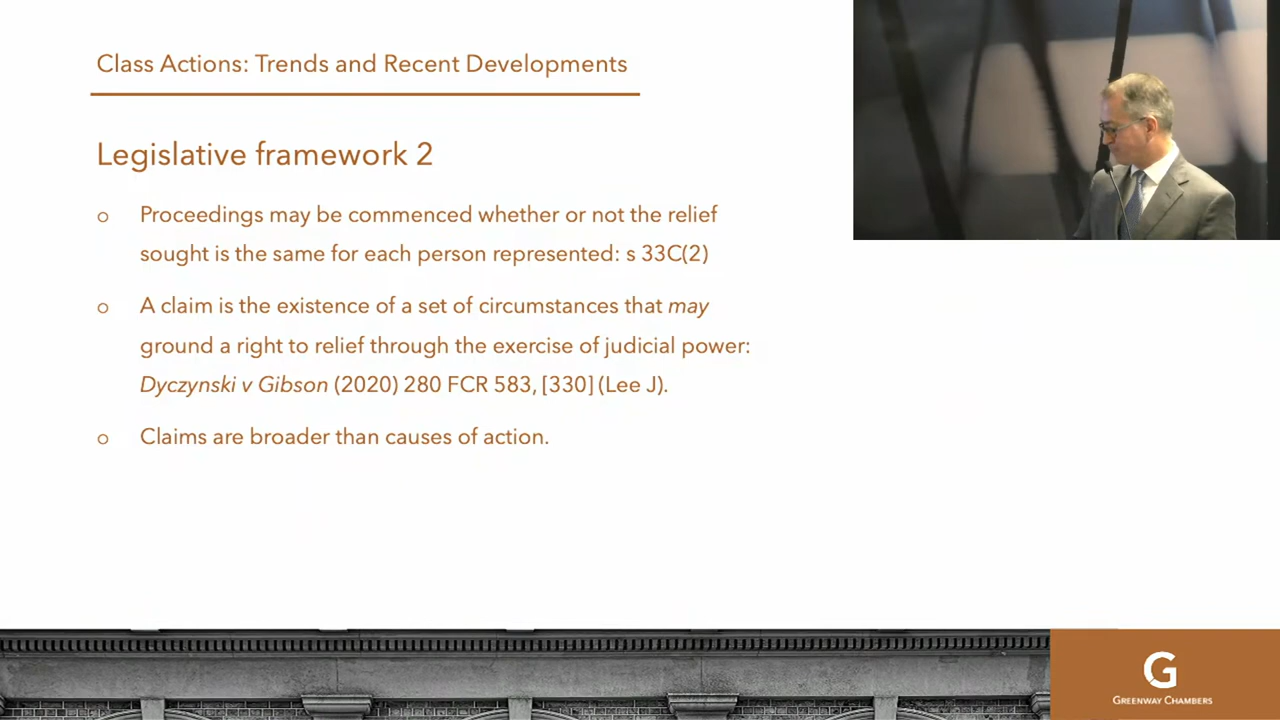 Class Actions: Trends and Recent Developments
Legislative framework 2
o Proceedings may be commenced whether or not the relief
sought is the same for each person represented: s 33C(2)
o A claim is the existence of a set of circumstances that may
ground a right to relief through the exercise of judicial power:
Dyczynski v Gibson (2020) 280 FCR 583, [330] (Lee J).
o Claims are broader than causes of action.
G
GREENWAY CHAMBERS